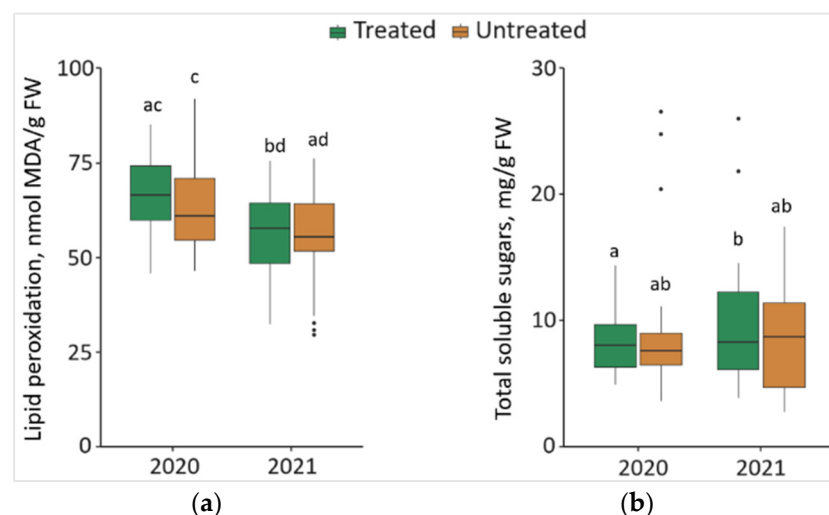 Treated Untreated
Lipid peroxidation, nmol MDA/g FW
100
75
50
25
0
ac
c
bd
ad
2020 2021
(a)
Total soluble sugars, mg/g FW
30
20
10
0
a
ab
b
ab
2020 2021
(b)